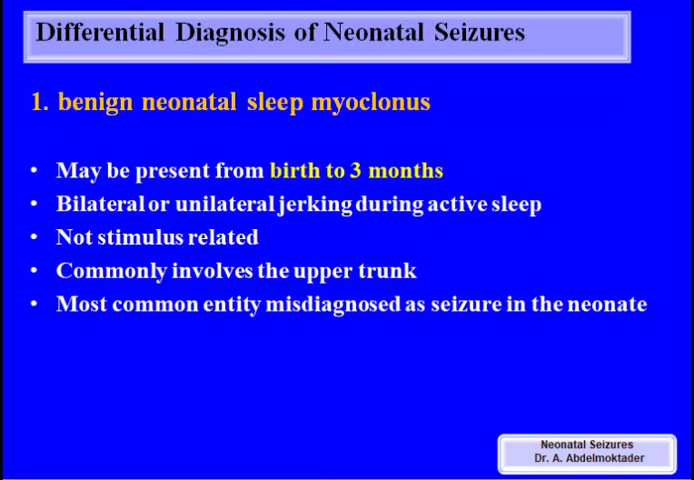 Differential Diagnosis of Neonatal Seizures
1. benign neonatal sleep myoclonus
• May be present from birth to 3 months
• Bilateral or unilateral jerking during active sleep
• Not stimulus related
• Commonly involves the upper trunk
• Most common entity misdiagnosed as seizure in the neonate
Neonatal Seizures
Dr. A. Abdelmoktader